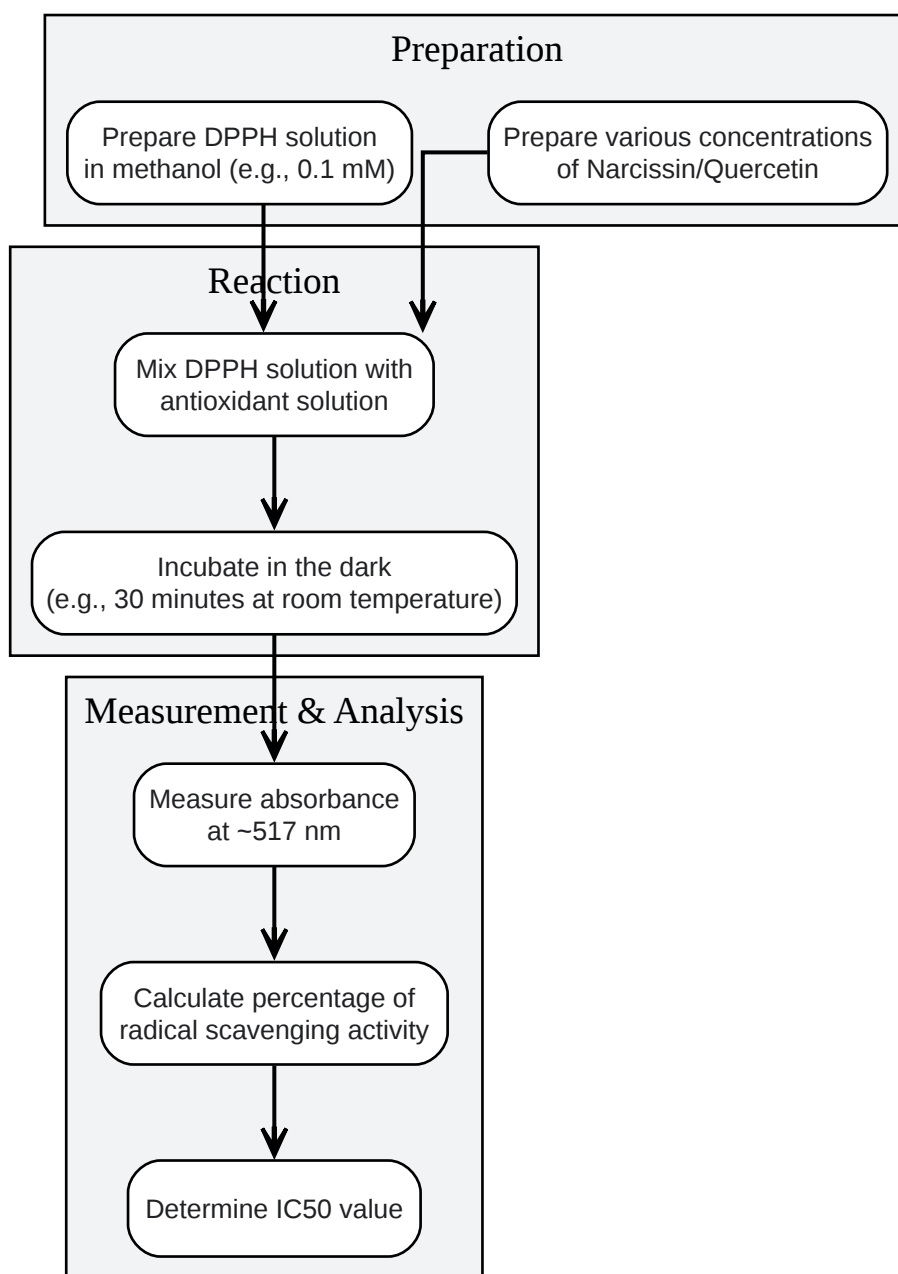 Preparation
Prepare DPPH solution
in methanol (e.g., 0.1 mM)
Prepare various concentrations
of Narcissin/Quercetin
Reaction
Mix DPPH solution with
antioxidant solution
Incubate in the dark
(e.g., 30 minutes at room temperature)
Measurement & Analysis
Measure absorbance
at ~517 nm
Calculate percentage of
radical scavenging activity
Determine IC50 value